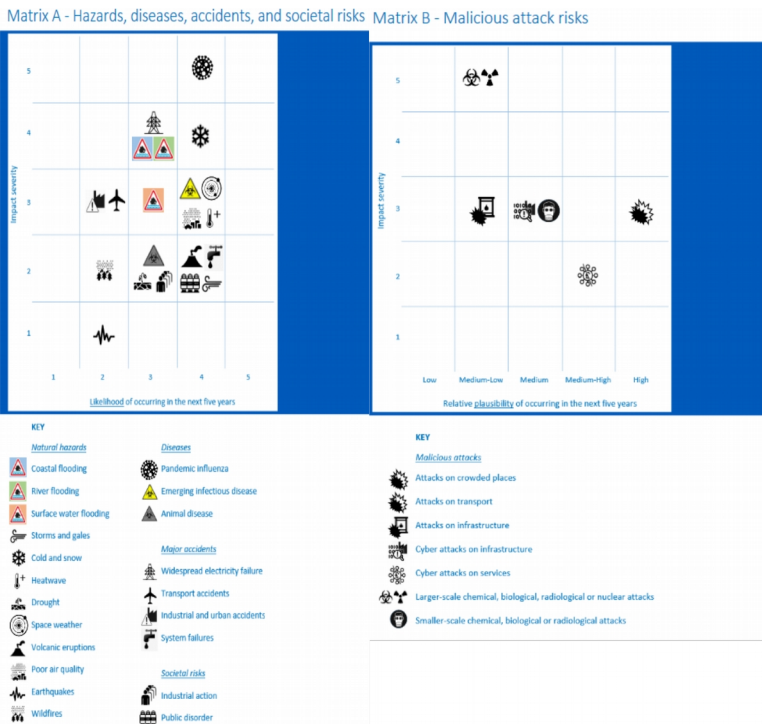 Matrix A - Hazards, diseases, accidents, and societal risks
5
4
3
2
1
Impact severity
1 2 3 4 5
Likelihood of occurring in the next five years
KEY
Natural hazards
Coastal flooding
River flooding
Surface water flooding
Storms and gales
Cold and snow
Heatwave
Drought
Space weather
Volcanic eruptions
Poor air quality
Earthquakes
Wildfires
Diseases
Pandemic Influenza
Emerging infectious disease
Animal disease
Major accidents
Widespread electricity failure
Transport accidents
Industrial and urban accidents
System failures
Societal risks
Industrial action
Public disorder
Matrix B - Malicious attack risks
5
4
3
2
1
Impact severity
Low Medium-Low Medium Medium-High High
Relative plausibility of occurring in the next five years
KEY
Malicious attacks
Attacks on crowded places
Attacks on transport
Attacks on infrastructure
Cyber attacks on infrastructure
Cyber attacks on services
Larger-scale chemical, biological, radiological or nuclear attacks
Smaller-scale chemical, biological or radiological attacks